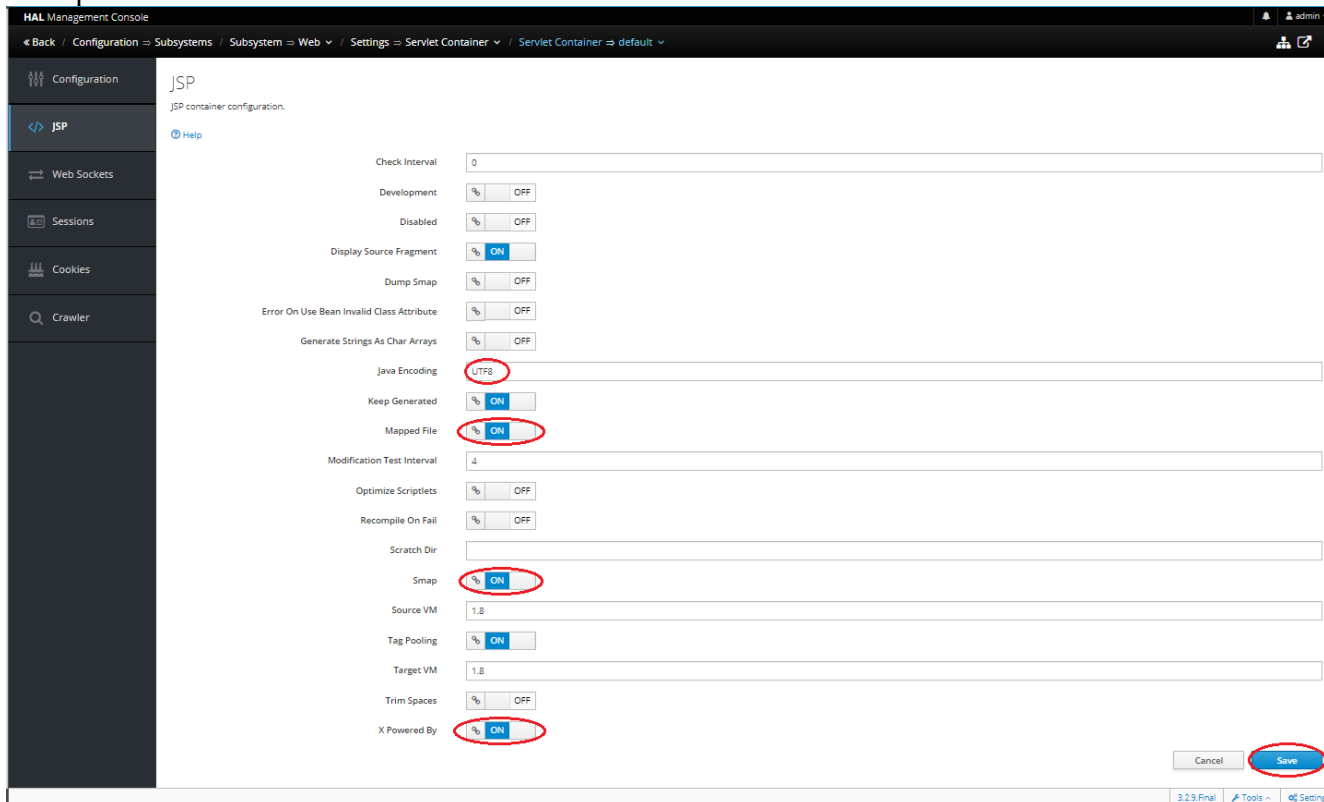 HAL Management Console
admin
« Back / Configuration ⇒ Subsystems / Subsystem ⇒ Web / Settings ⇒ Servlet Container / Servlet Container ⇒ default
Configuration
JSP
Web Sockets
Sessions
Cookies
Crawler
JSP
JSP container configuration.
Help
Check Interval 0
Development OFF
Disabled OFF
Display Source Fragment ON
Dump Smap OFF
Error On Use Bean Invalid Class Attribute OFF
Generate Strings As Char Arrays OFF
Java Encoding UTF8
Keep Generated ON
Mapped File ON
Modification Test Interval 4
Optimize Scriptlets OFF
Recompile On Fail OFF
Scratch Dir
Smap ON
Source VM 1.8
Tag Pooling ON
Target VM 1.8
Trim Spaces OFF
X Powered By ON
Cancel Save
3.2.9.Final Tools Setting